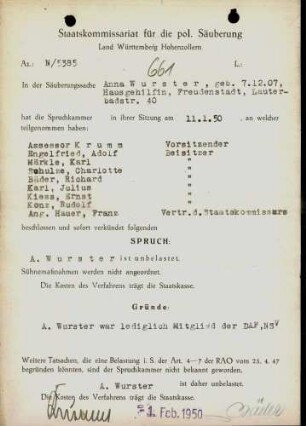 Staatskommissariat für die pol. Säuberung
Land Württemberg Hohenzollern
Az.: N/5385 L:
661
In der Säuberungssache Anna Wurster, geb. 7.12.07,
Hausgehilfin, Freudenstadt, Lauter-
badstr. 40
hat die Spruchkammer in ihrer Sitzung am 11.1.50, an welcher
teilgenommen haben:
Assessor Krumm Vorsitzender
Engelfried, Adolf Beisitzer
Märkle, Karl "
Schulze, Charlotte "
Bäder, Richard "
Karl, Julius "
Kiess, Ernst "
Konz, Rudolf "
Ang. Hauer, Franz Vertr.d.Staatskommissars
beschlossen und sofort verkündet folgenden
SPRUCH:
A. Wurster ist unbelastet.
Sühnemaßnahmen werden nicht angeordnet.
Die Kosten des Verfahrens trägt die Staatskasse.
Gründe:
A. Wurster war lediglich Mitglied der DAF, NSV
Weitere Tatsachen, die eine Belastung i. S. der Art. 4-7 der RAO vom 25. 4. 47
begründen könnten, sind der Spruchkammer nicht bekannt geworden.
A. Wurster ist daher unbelastet.
Die Kosten des Verfahrens trägt die Staatskasse.
1. Feb. 1950